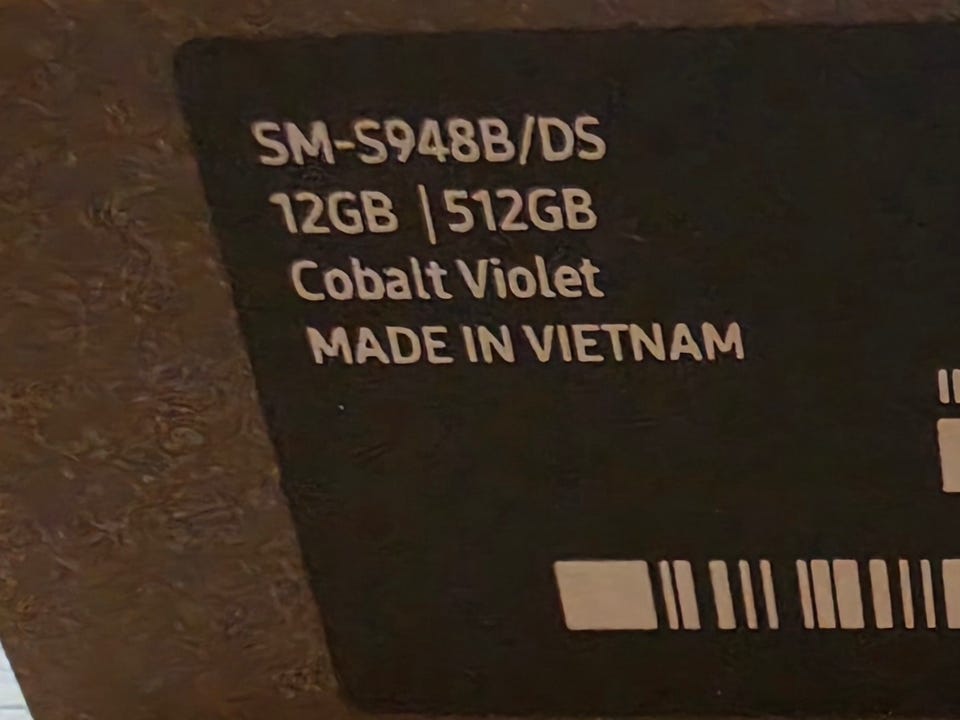 SM-S948B/DS
12GB | 512GB
Cobalt Violet
MADE IN VIETNAM